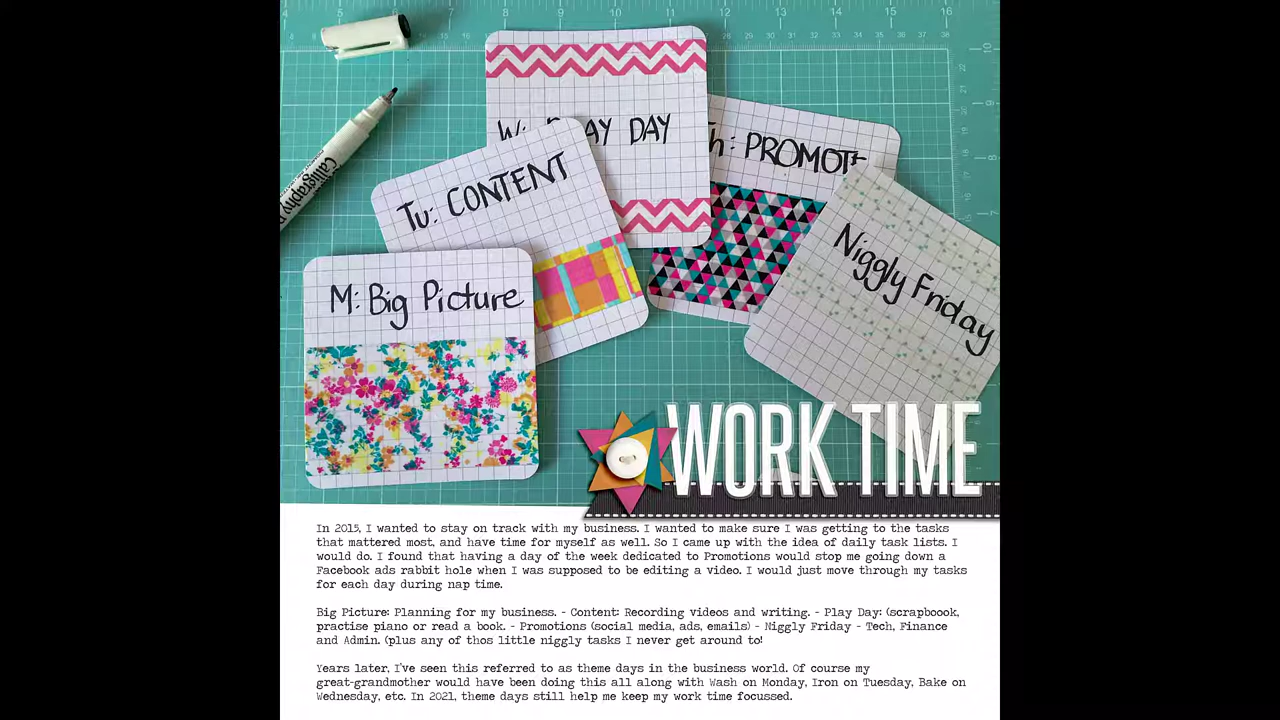 W: PLAY DAY
Th: PROMOTE
Tu: CONTENT
Niggly Friday
M: Big Picture
Calligraphy
WORK TIME
In 2015, I wanted to stay on track with my business. I wanted to make sure I was getting to the tasks
that mattered most, and have time for myself as well. So I came up with the idea of daily task lists. I
would do. I found that having a day of the week dedicated to Promotions would stop me going down a
Facebook ads rabbit hole when I was supposed to be editing a video. I would just move through my tasks
for each day during nap time.
Big Picture: Planning for my business. - Content: Recording videos and writing. - Play Day: (scrapboook,
practise piano or read a book. - Promotions (social media, ads, emails) - Niggly Friday - Tech, Finance
and Admin. (plus any of thos little niggly tasks I never get around to!
Years later, I've seen this referred to as theme days in the business world. Of course my
great-grandmother would have been doing this all along with Wash on Monday, Iron on Tuesday, Bake on
Wednesday, etc. In 2021, theme days still help me keep my work time focussed.